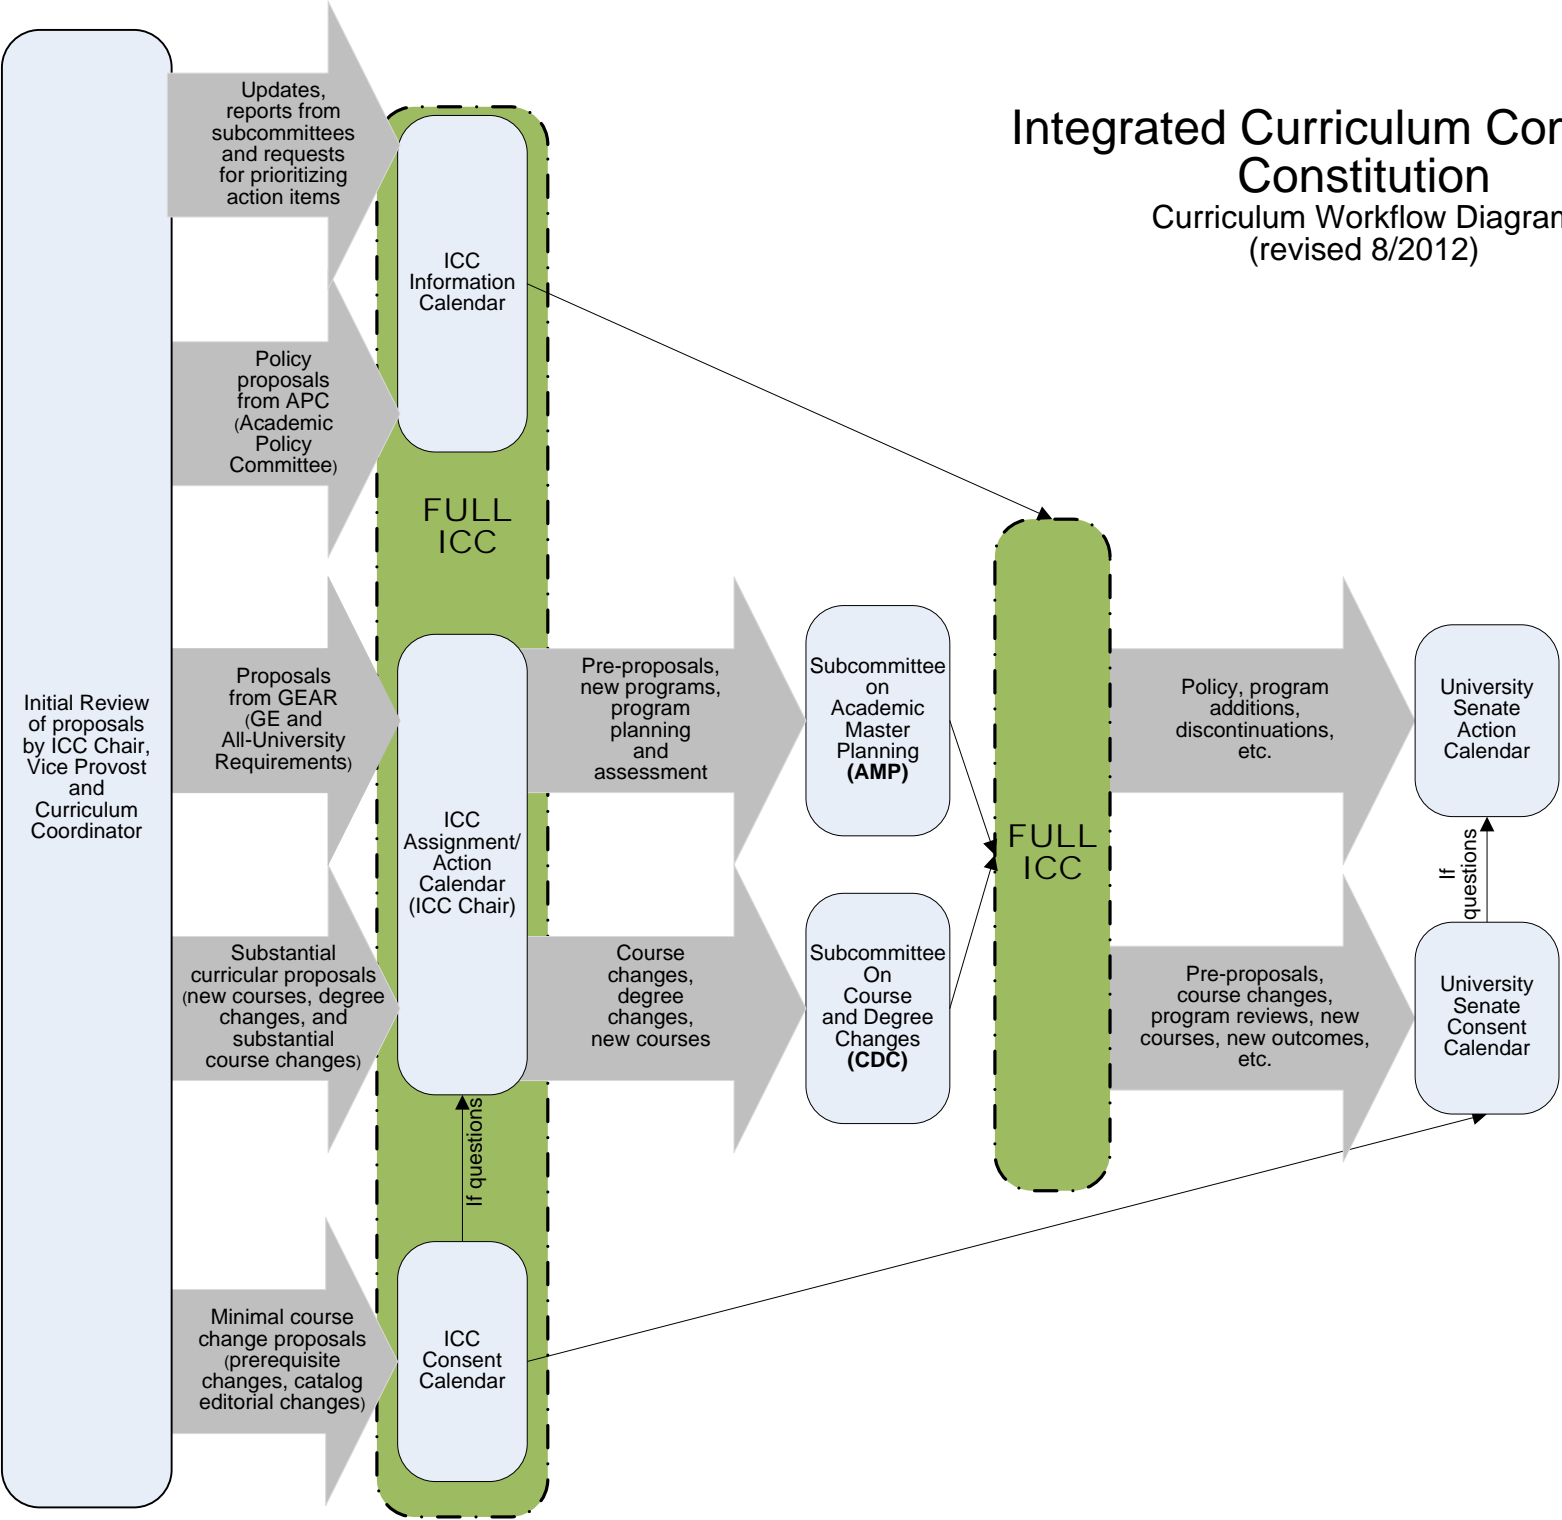 Integrated Curriculum
Constitution
Curriculum Workflow
(revised 8/2012)
Initial Review
of proposals
by ICC Chair,
Vice Provost
and
Curriculum
Coordinator
Updates,
reports from
subcommittees
and requests
for prioritizing
action items
Policy
proposals
from APC
(Academic
Policy
Committee)
Proposals
from GEAR
(GE and
All-University
Requirements)
Substantial
curricular proposals
(new courses, degree
changes, and
substantial
course changes)
Minimal course
change proposals
(prerequisite
changes, catalog
editorial changes)
ICC
Information
Calendar
FULL
ICC
ICC
Assignment/
Action
Calendar
(ICC Chair)
If questions
ICC
Consent
Calendar
Pre-proposals,
new programs,
program
planning
and
assessment
Course
changes,
degree
changes,
new courses
Subcommittee
on
Academic
Master
Planning
(AMP)
Subcommittee
On
Course
and Degree
Changes
(CDC)
FULL
ICC
Policy, program
additions,
discontinuations,
etc.
Pre-proposals,
course changes,
program reviews, new
courses, new outcomes,
etc.
University
Senate
Action
Calendar
If
questions
University
Senate
Consent
Calendar